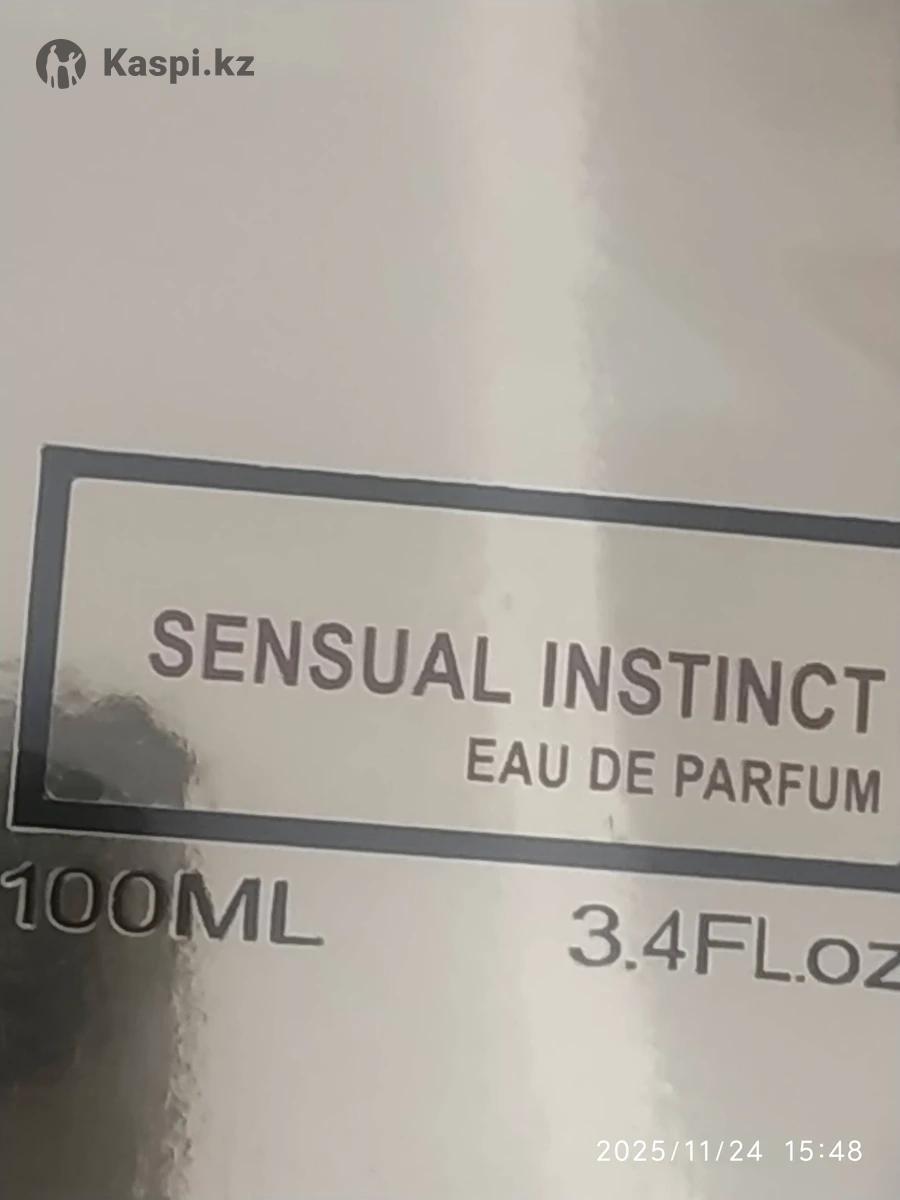 Kaspi.kz
SENSUAL INSTINCT
EAU DE PARFUM
100ML 3.4FL.oz
2025/11/24 15:48